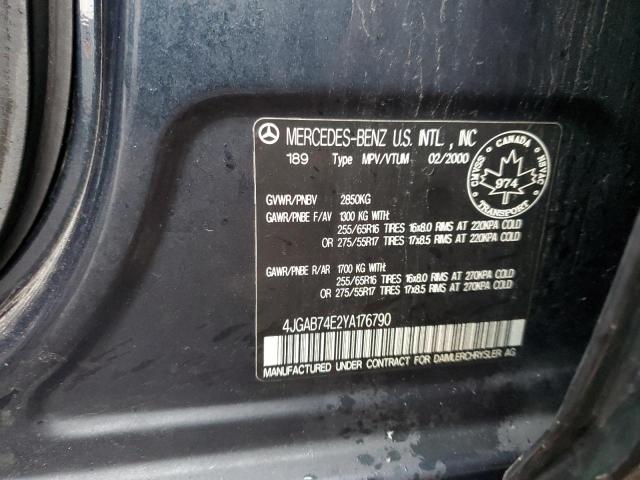 MERCEDES-BENZ U.S. INTL., INC
189 Type MPV/VTUM 02/2000
CANADA
CMVSS NSVAC
974
TRANSPORT
GVWR/PNBV 2850KG
GAWR/PNBE F/AV 1300 KG WITH:
255/65R16 TIRES 16x8.0 RIMS AT 220KPA COLD
OR 275/55R17 TIRES 17x8.5 RIMS AT 220KPA COLD
GAWR/PNBE R/AR 1700 KG WITH:
255/65R16 TIRES 16x8.0 RIMS AT 270KPA COLD
OR 275/55R17 TIRES 17x8.5 RIMS AT 270KPA COLD
4JGAB74E2YA176790
MANUFACTURED UNDER CONTRACT FOR DAIMLERCHRYSLER AG